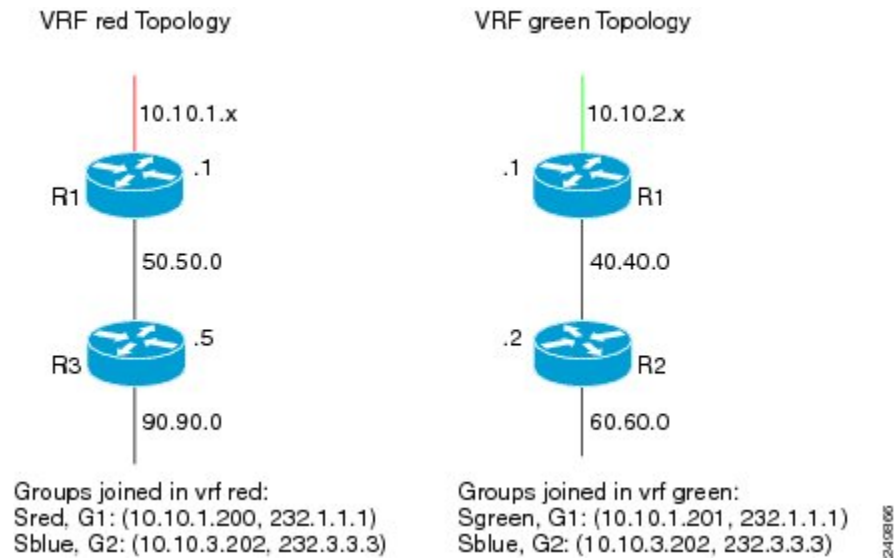 VRF red Topology
10.10.1.x
.1
R1
50.50.0
.5
R3
90.90.0
Groups joined in vrf red:
Sred, G1: (10.10.1.200, 232.1.1.1)
Sblue, G2: (10.10.3.202, 232.3.3.3)
VRF green Topology
10.10.2.x
.1
R1
40.40.0
.2
R2
60.60.0
Groups joined in vrf green:
Sgreen, G1: (10.10.1.201, 232.1.1.1)
Sblue, G2: (10.10.3.202, 232.3.3.3)